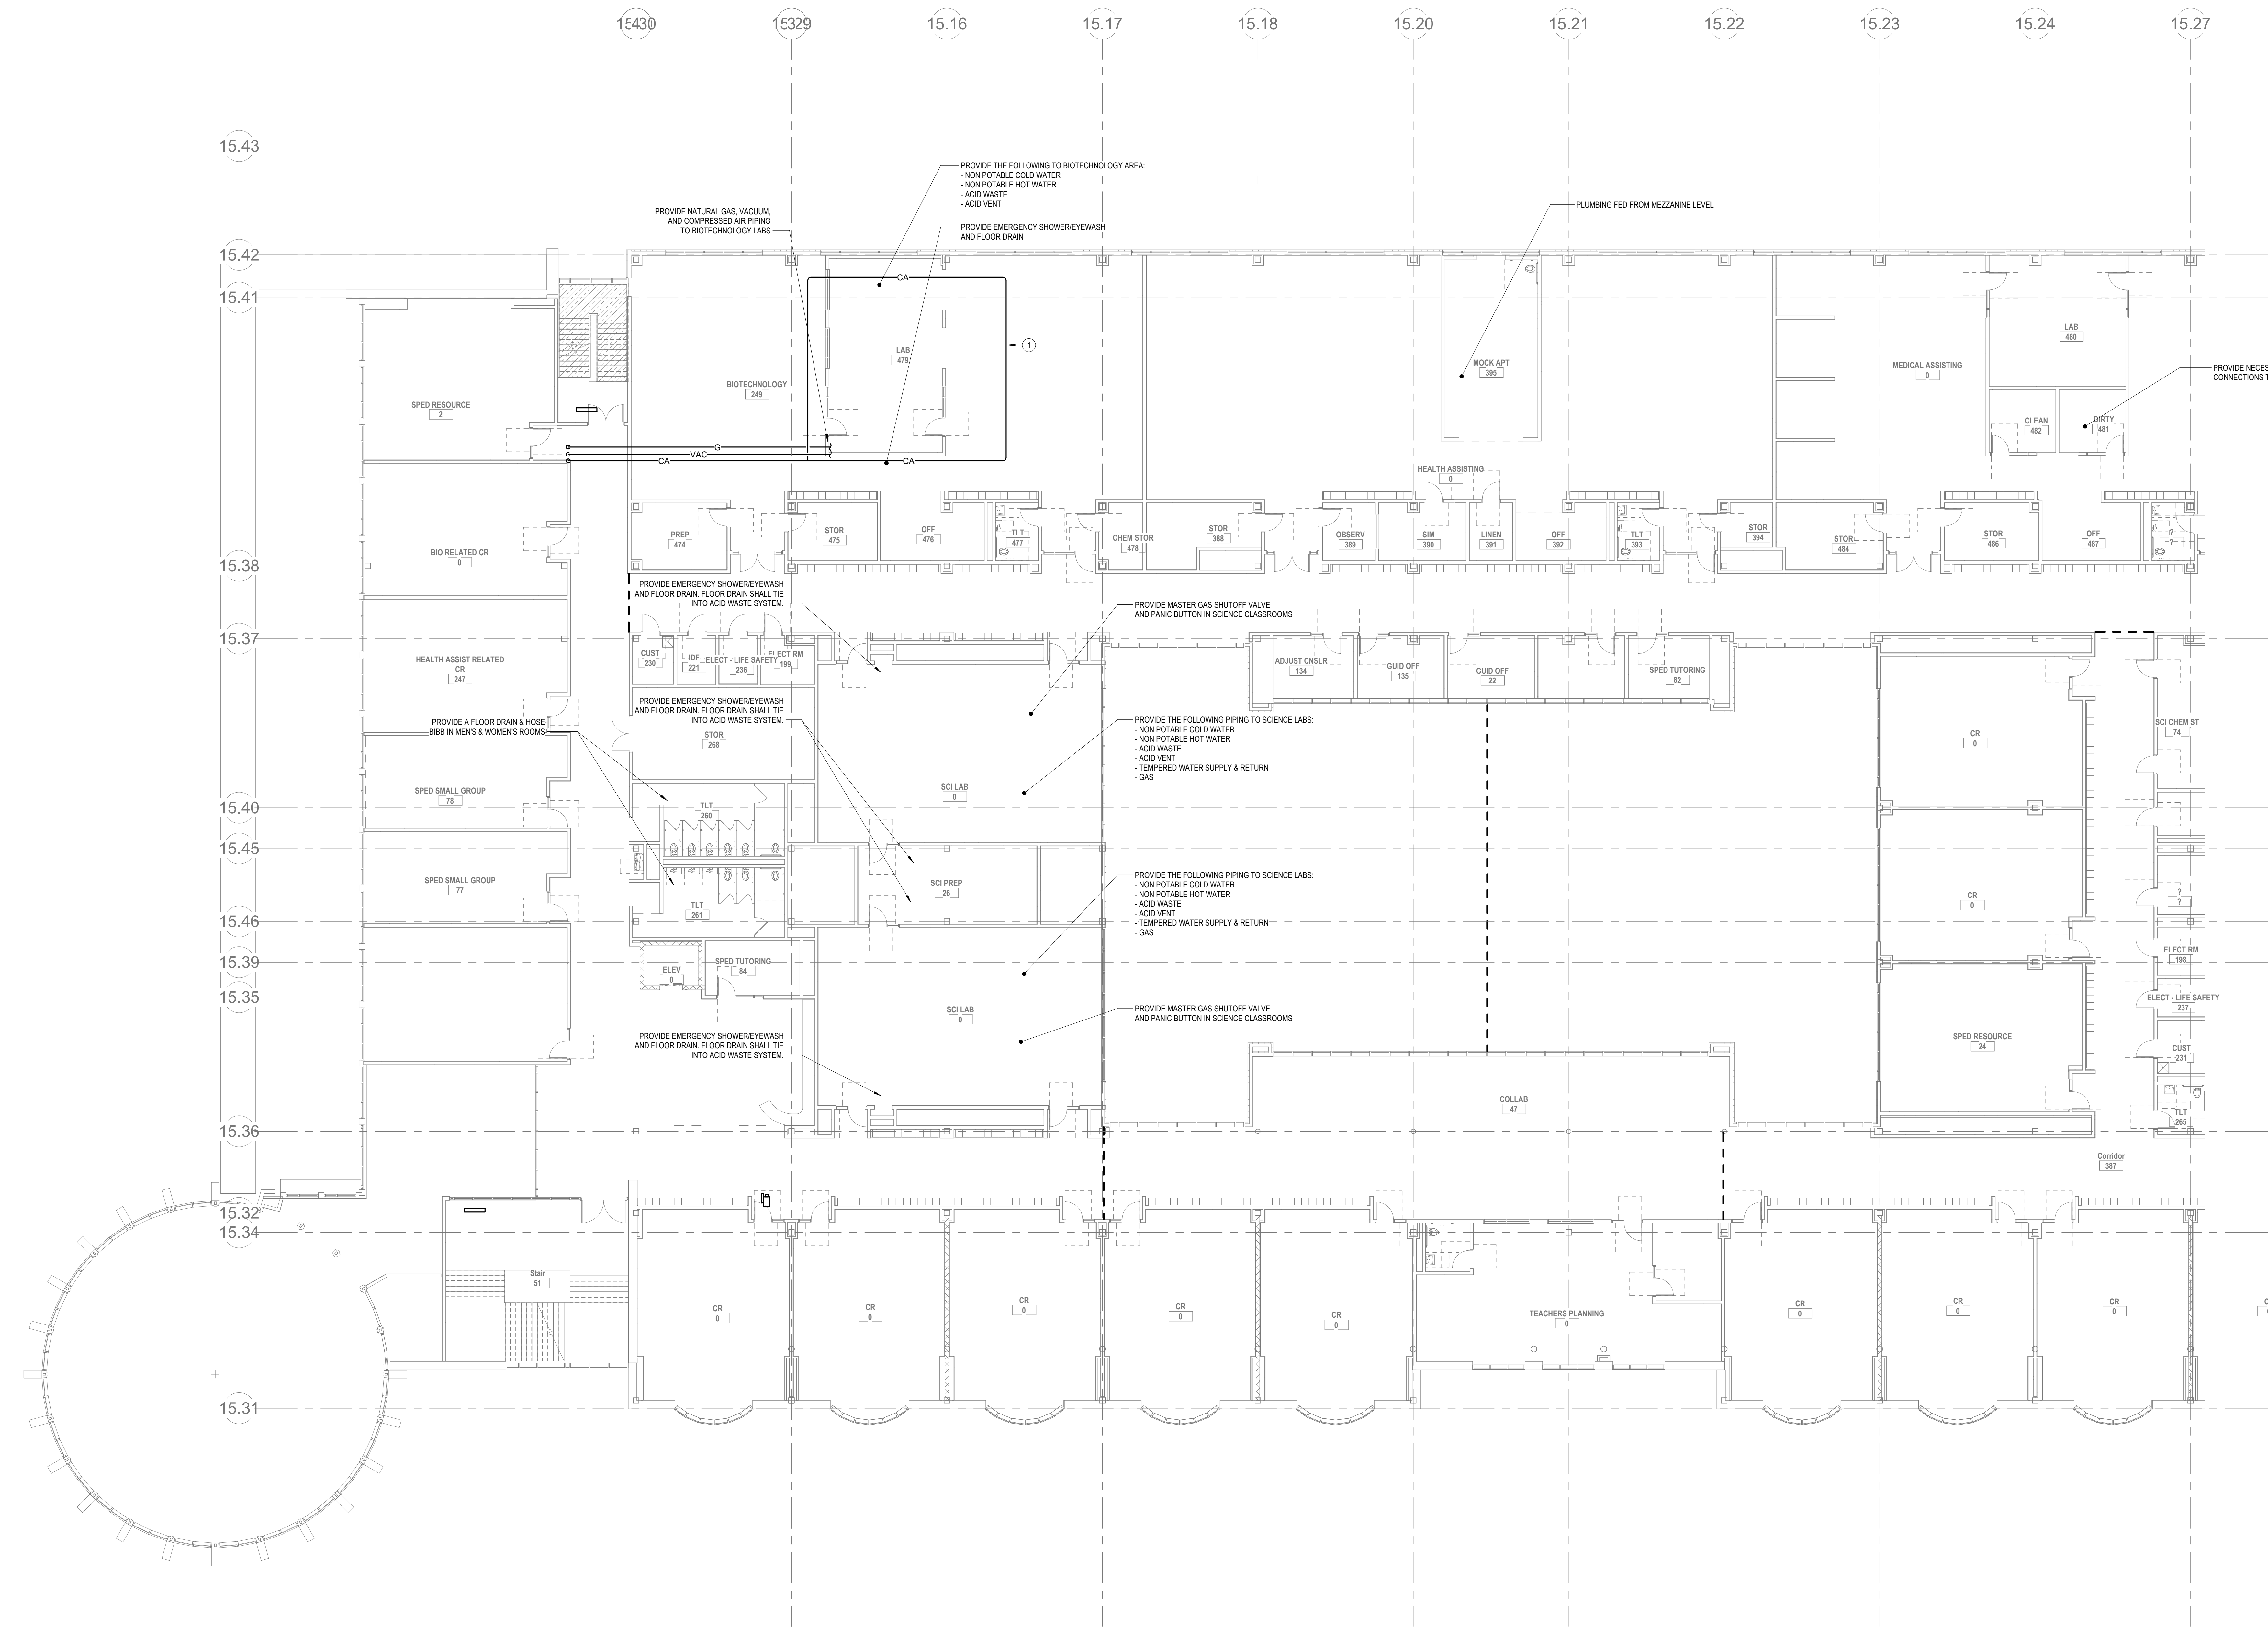 15.16
15.17
15.18
15.20
15.21
15.22
15.23
15.24
15.27
15.43
PROVIDE THE FOLLOWING TO BIOTECHNOLOGY AREA:
- NON POTABLE COLD WATER
- NON POTABLE HOT WATER
- ACID WASTE
- ACID VENT
PROVIDE NATURAL GAS, VACUUM,
AND COMPRESSED AIR PIPING
TO BIOTECHNOLOGY LABS
PROVIDE EMERGENCY SHOWER/EYEWASH
AND FLOOR DRAIN
PLUMBING FED FROM MEZZANINE LEVEL
15.42
15.41
CA
1
LAB
479
BIOTECHNOLOGY
249
SPED RESOURCE
2
MOCK APT
395
MEDICAL ASSISTING
0
LAB
480
PROVIDE NECES
CONNECTIONS
CLEAN
482
DIRTY
481
G
VAC
CA
CA
HEALTH ASSISTING
0
PREP
474
STOR
475
OFF
476
TLT
477
CHEM STOR
478
STOR
388
OBSERV
389
SIM
390
LINEN
391
OFF
392
TLT
393
STOR
394
STOR
484
STOR
486
OFF
487
?
?
BIO RELATED CR
0
15.38
PROVIDE EMERGENCY SHOWER/EYEWASH
AND FLOOR DRAIN. FLOOR DRAIN SHALL TIE
INTO ACID WASTE SYSTEM.
PROVIDE MASTER GAS SHUTOFF VALVE
AND PANIC BUTTON IN SCIENCE CLASSROOMS
15.37
CUST
230
IDF
221
ELECT - LIFE SAFETY
236
ELECT RM
199
ADJUST CNSLR
134
GUID OFF
135
GUID OFF
22
SPED TUTORING
82
HEALTH ASSIST RELATED
CR
247
PROVIDE EMERGENCY SHOWER/EYEWASH
AND FLOOR DRAIN. FLOOR DRAIN SHALL TIE
INTO ACID WASTE SYSTEM.
PROVIDE A FLOOR DRAIN & HOSE
BIBB IN MEN'S & WOMEN'S ROOMS
STOR
268
PROVIDE THE FOLLOWING PIPING TO SCIENCE LABS:
- NON POTABLE COLD WATER
- NON POTABLE HOT WATER
- ACID WASTE
- ACID VENT
- TEMPERED WATER SUPPLY & RETURN
- GAS
CR
0
SCI CHEM ST
74
SPED SMALL GROUP
78
SCI LAB
0
15.40
TLT
260
15.45
SPED SMALL GROUP
77
SCI PREP
26
PROVIDE THE FOLLOWING PIPING TO SCIENCE LABS:
- NON POTABLE COLD WATER
- NON POTABLE HOT WATER
- ACID WASTE
- ACID VENT
- TEMPERED WATER SUPPLY & RETURN
- GAS
TLT
261
CR
0
?
?
15.46
15.39
ELEV
0
SPED TUTORING
84
ELECT RM
198
15.35
SCI LAB
0
PROVIDE MASTER GAS SHUTOFF VALVE
AND PANIC BUTTON IN SCIENCE CLASSROOMS
ELECT - LIFE SAFETY
237
PROVIDE EMERGENCY SHOWER/EYEWASH
AND FLOOR DRAIN. FLOOR DRAIN SHALL TIE
INTO ACID WASTE SYSTEM.
SPED RESOURCE
24
CUST
231
COLLAB
47
TLT
265
15.36
Corridor
387
15.32
15.34
Stair
51
CR
0
CR
0
CR
0
CR
0
CR
0
TEACHERS PLANNING
0
CR
0
CR
0
CR
0
15.31